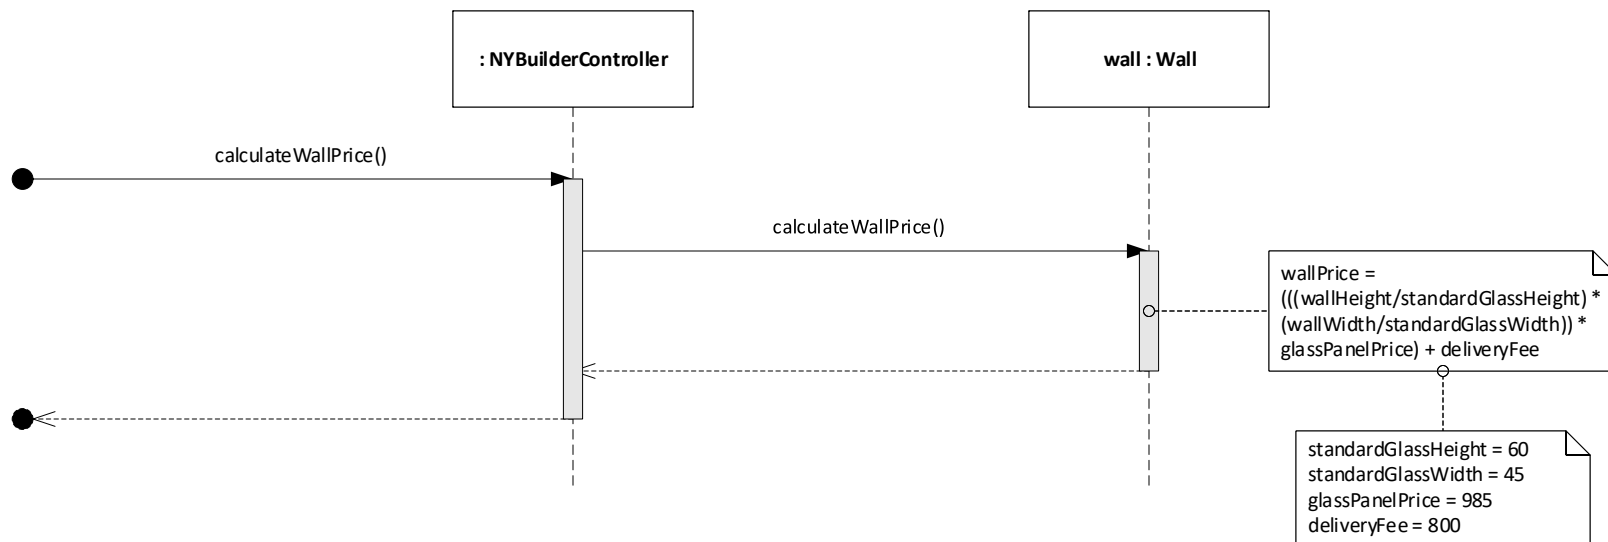 : NYBuilderController
wall : Wall
calculateWallPrice()
calculateWallPrice()
wallPrice =
(((wallHeight/standardGlassHeight) *
(wallWidth/standardGlassWidth)) *
glassPanelPrice) + deliveryFee
standardGlassHeight = 60
standardGlassWidth = 45
glassPanelPrice = 985
deliveryFee = 800